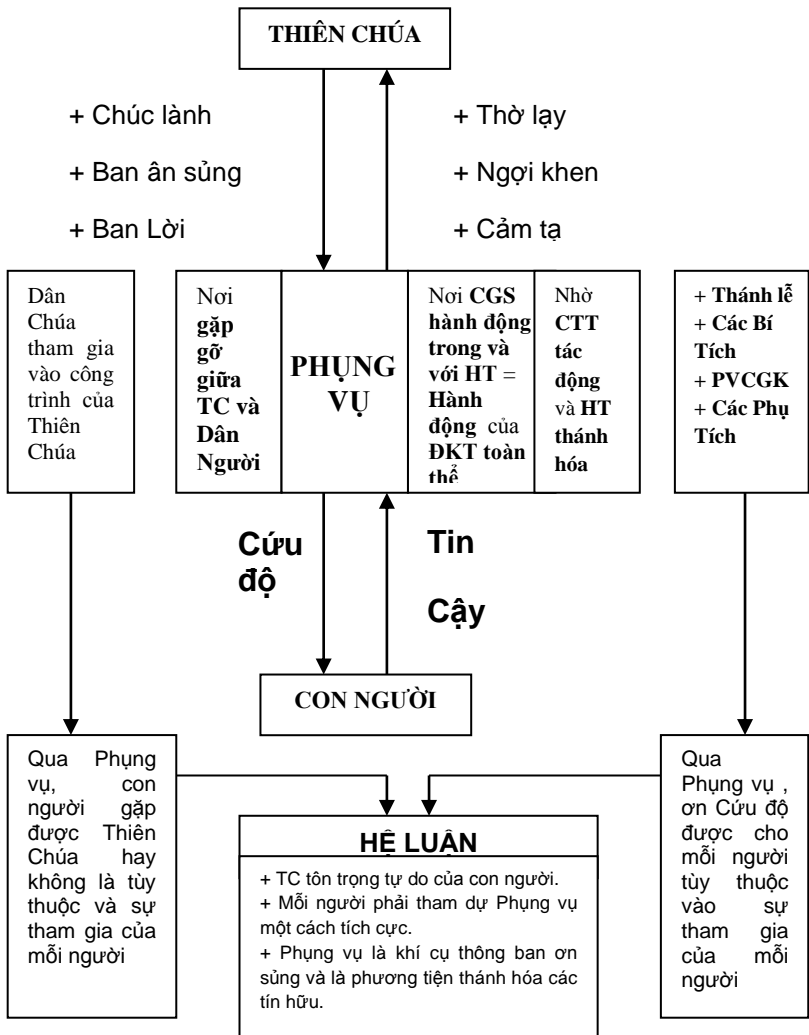 THIÊN CHÚA
+ Chúc lành
+ Ban ân sủng
+ Ban Lời
+ Thờ lạy
+ Ngợi khen
+ Cảm tạ
Dân
Chúa
tham gia
vào công
trình của
Thiên
Chúa
Nơi
gặp
gỡ
giữa
TC và
Dân
Người
PHỤNG
VỤ
Nơi CGS
hành động
trong và
với HT =
Hành
động của
ĐKT toàn
thể
Nhờ
CTT
tác
động
và HT
thánh
hóa
+ Thánh lễ
+ Các Bí
Tích
+ PVCGK
+ Các Phụ
Tích
Cứu
độ
Tin
Cậy
CON NGƯỜI
Qua Phụng
vụ, con
người gặp
được Thiên
Chúa hay
không là tùy
thuộc và sự
tham gia của
mỗi người
HỆ LUẬN
+ TC tôn trọng tự do của con người.
+ Mỗi người phải tham dự Phụng vụ
một cách tích cực.
+ Phụng vụ là khí cụ thông ban ơn
sủng và là phương tiện thánh hóa các
tín hữu.
Qua
Phụng vụ ,
ơn Cứu độ
được cho
mỗi người
tùy thuộc
vào sự
tham gia
của mỗi
người